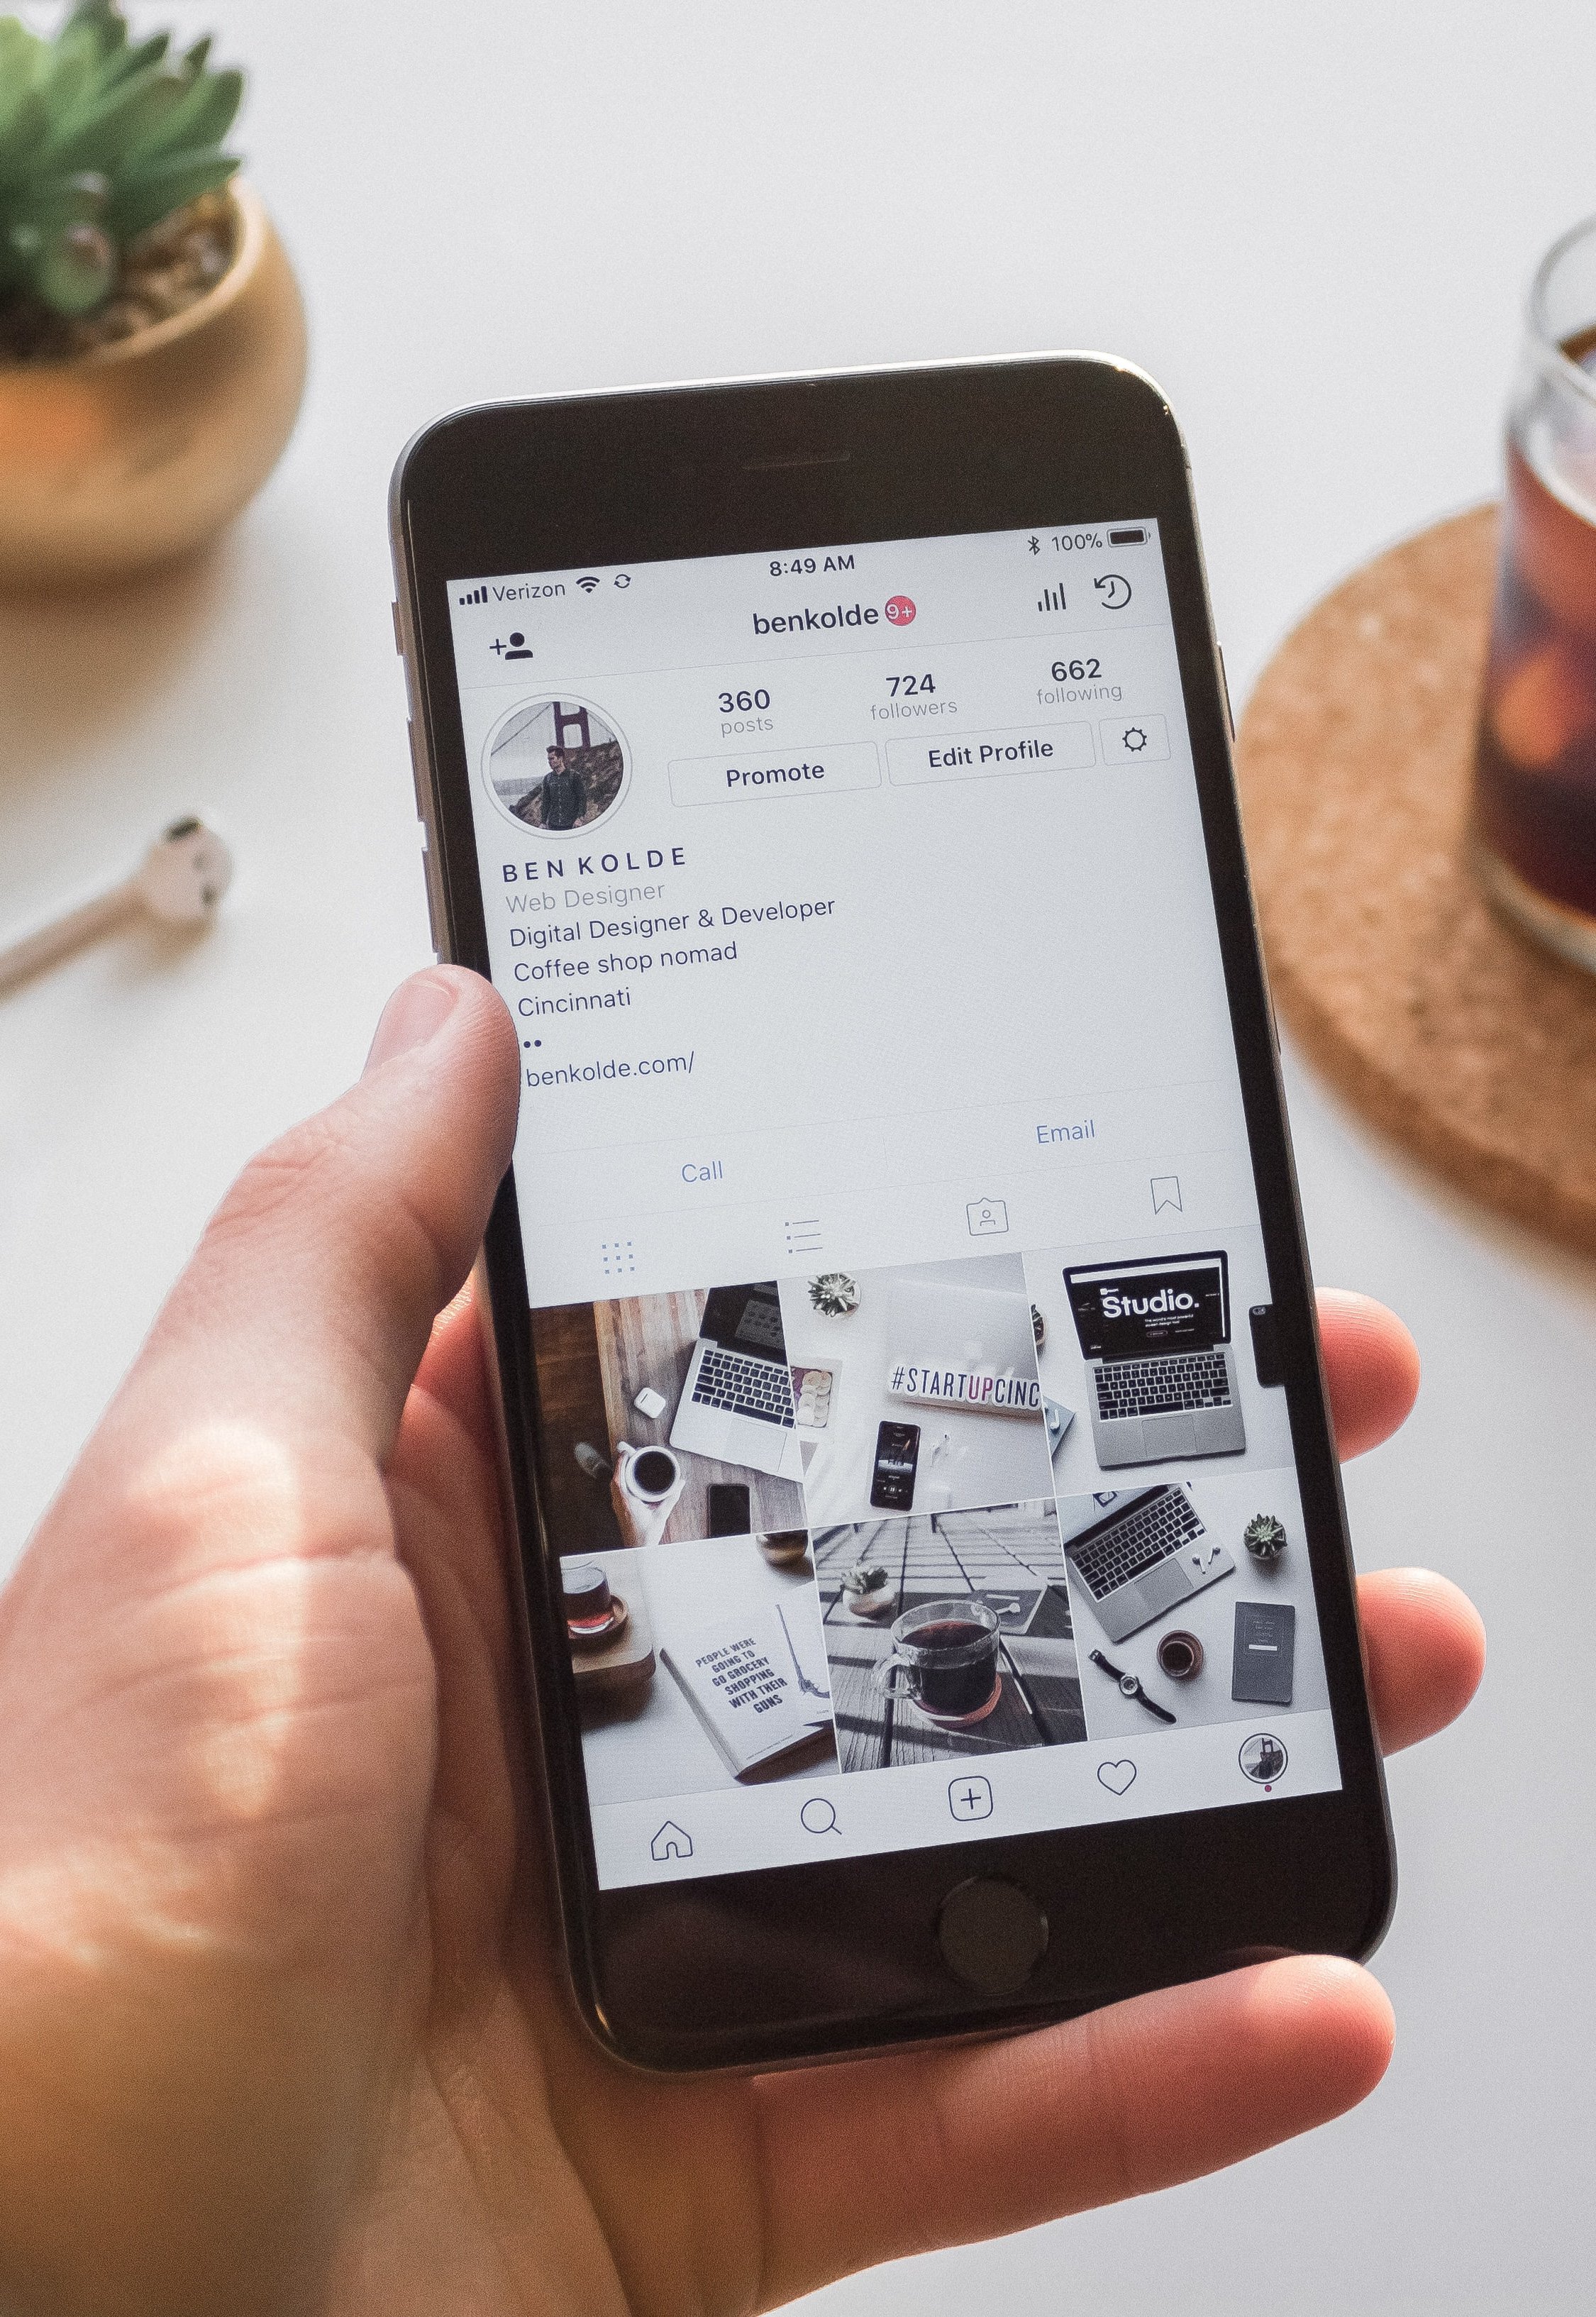 Verizon 8:49 AM 100%
benkolde 9+
360 724 662
posts followers following
Promote Edit Profile
BEN KOLDE
Web Designer
Digital Designer & Developer
Coffee shop nomad
Cincinnati
benkolde.com/
Call Email
Studio.
#STARTUPCINC
PEOPLE WERE
GOING TO
GO GROCERY
SHOPPING
WITH THEIR
GUNS